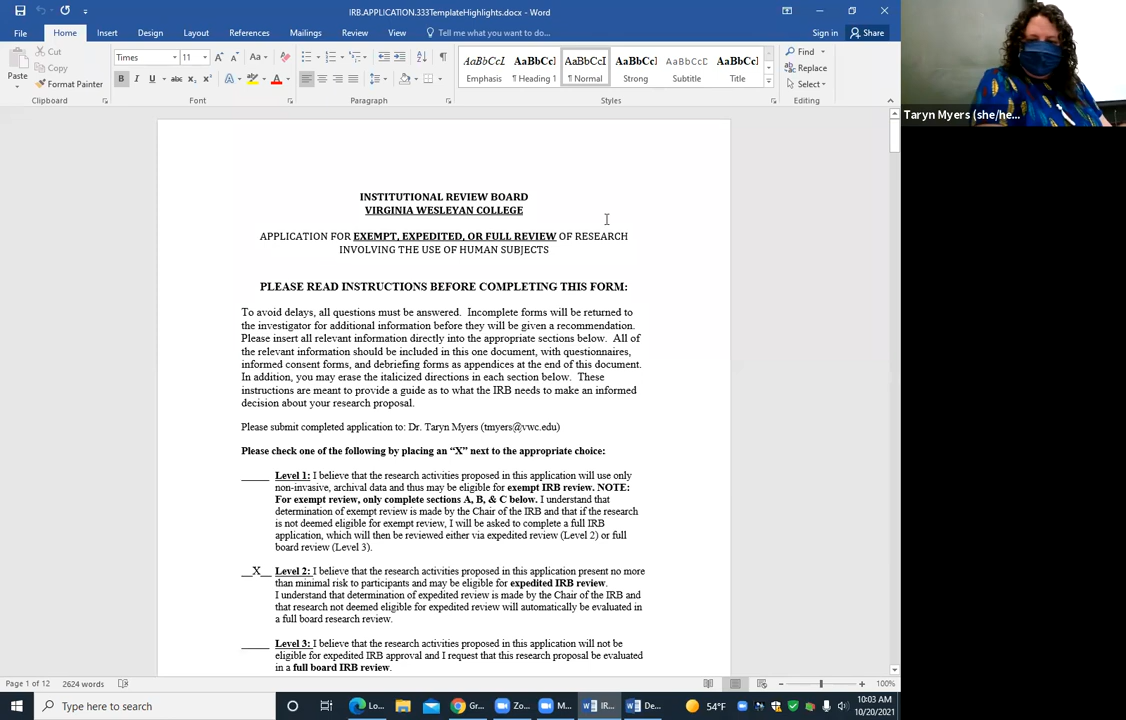 IRB.APPLICATION.333TemplateHighlights.docx - Word
File Home Insert Design Layout References Mailings Review View Tell me what you want to do... Sign in Share
Paste
Cut
Copy
Format Painter
Times 11
Find
Replace
Select
AaBbCcL AaBbCc AaBbCcI AaBbCc AaBbCcI AaBbCc
Emphasis ¶ Heading 1 ¶ Normal Strong Subtitle Title
Clipboard Font Paragraph Styles Editing
Taryn Myers (she/he...
INSTITUTIONAL REVIEW BOARD
VIRGINIA WESLEYAN COLLEGE
APPLICATION FOR EXEMPT, EXPEDITED, OR FULL REVIEW OF RESEARCH
INVOLVING THE USE OF HUMAN SUBJECTS
PLEASE READ INSTRUCTIONS BEFORE COMPLETING THIS FORM:
To avoid delays, all questions must be answered. Incomplete forms will be returned to
the investigator for additional information before they will be given a recommendation.
Please insert all relevant information directly into the appropriate sections below. All of
the relevant information should be included in this one document, with questionnaires,
informed consent forms, and debriefing forms as appendices at the end of this document.
In addition, you may erase the italicized directions in each section below. These
instructions are meant to provide a guide as to what the IRB needs to make an informed
decision about your research proposal.
Please submit completed application to: Dr. Taryn Myers (tmyers@vwc.edu)
Please check one of the following by placing an “X” next to the appropriate choice:
_____ Level 1: I believe that the research activities proposed in this application will use only
non-invasive, archival data and thus may be eligible for exempt IRB review. NOTE:
For exempt review, only complete sections A, B, & C below. I understand that
determination of exempt review is made by the Chair of the IRB and that if the research
is not deemed eligible for exempt review, I will be asked to complete a full IRB
application, which will then be reviewed either via expedited review (Level 2) or full
board review (Level 3).
__X__ Level 2: I believe that the research activities proposed in this application present no more
than minimal risk to participants and may be eligible for expedited IRB review.
I understand that determination of expedited review is made by the Chair of the IRB and
that research not deemed eligible for expedited review will automatically be evaluated in
a full board research review.
_____ Level 3: I believe that the research activities proposed in this application will not be
eligible for expedited IRB approval and I request that this research proposal be evaluated
in a full board IRB review.
Page 1 of 12 2624 words 100%
Type here to search Lo... Gr... Zo... M... IR... De... 54°F 10:03 AM
10/20/2021